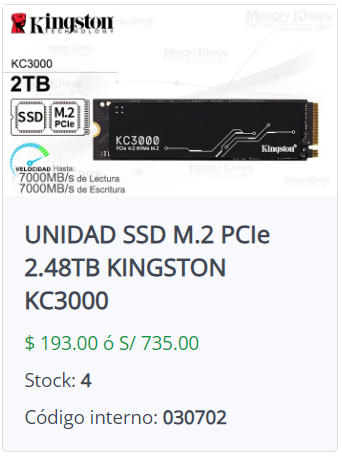 Kingston
TECHNOLOGY
Memory Kings
KC3000
2TB
SSD
M.2
PCIe
KC3000
PCIe 4.0 NVMe M.2
Kingston
VELOCIDAD Hasta:
7000MB/s de Lectura
7000MB/s de Escritura
UNIDAD SSD M.2 PCIe
2.48TB KINGSTON
KC3000
$ 193.00 ó S/ 735.00
Stock: 4
Código interno: 030702